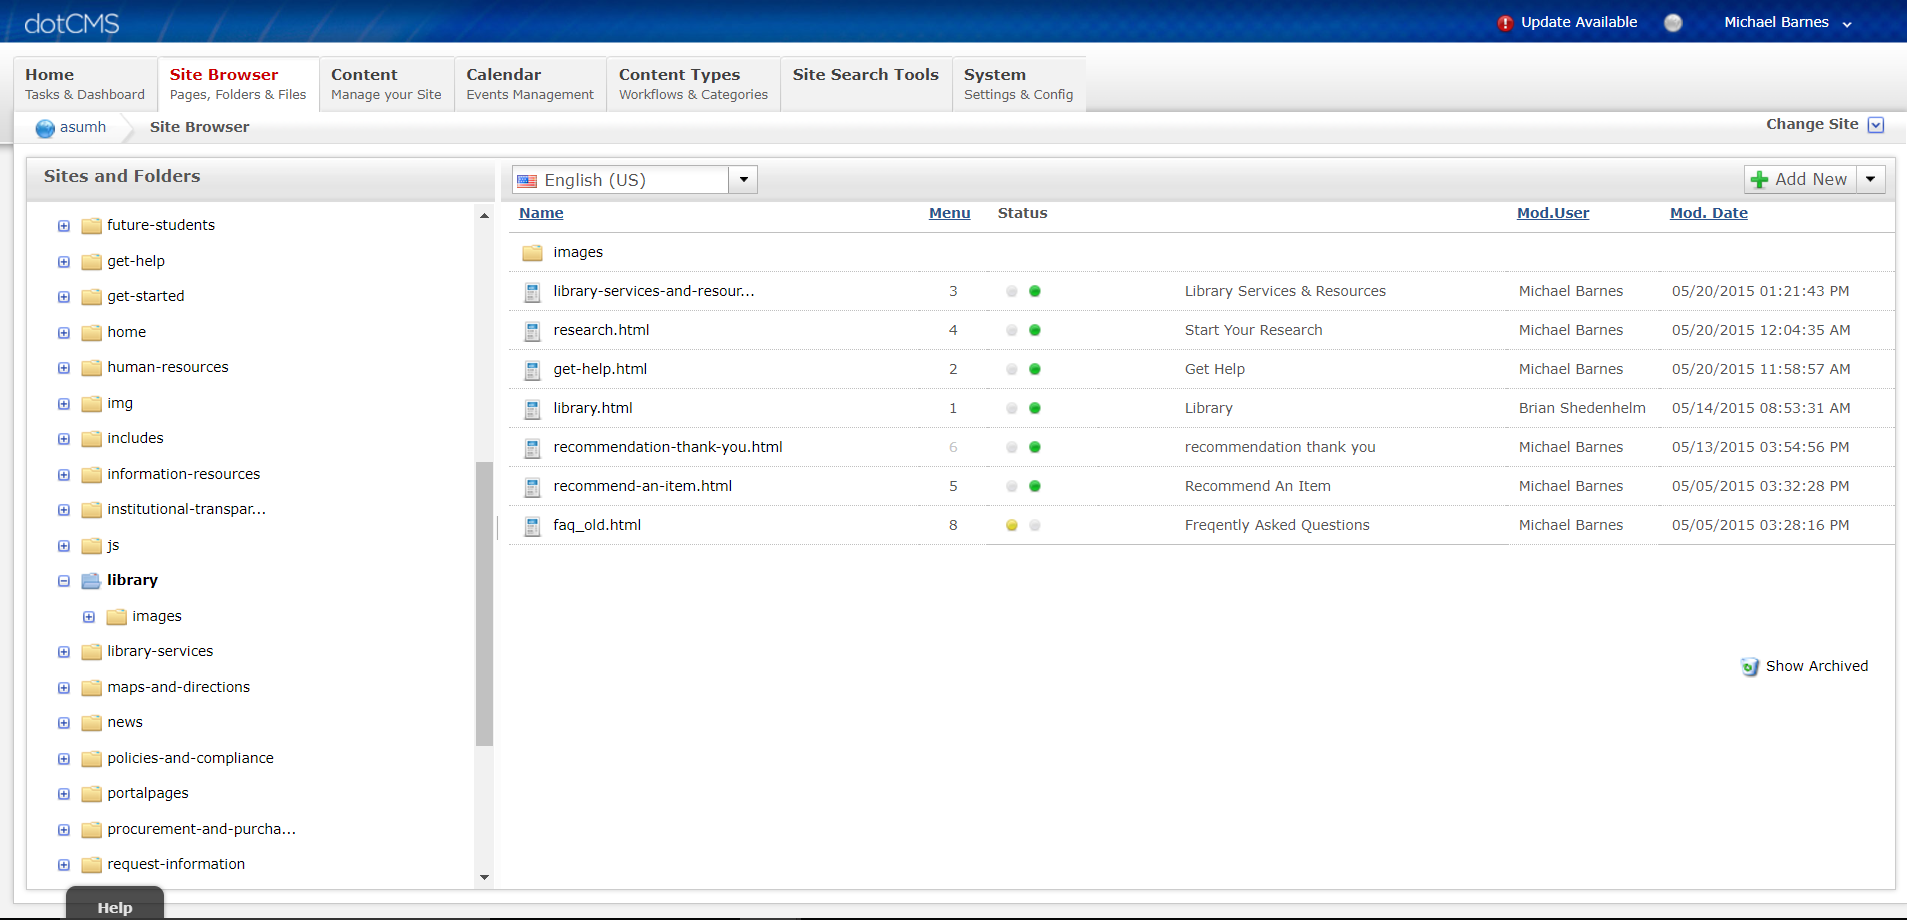 dotCMS
Update Available
Michael Barnes
Home
Tasks & Dashboard
Site Browser
Pages, Folders & Files
Content
Manage your Site
Calendar
Events Management
Content Types
Workflows & Categories
Site Search Tools
System
Settings & Config
asumh
Site Browser
Change Site
Sites and Folders
future-students
get-help
get-started
home
human-resources
img
includes
information-resources
institutional-transpar...
js
library
images
library-services
maps-and-directions
news
policies-and-compliance
portalpages
procurement-and-purcha...
request-information
English (US)
Add New
Name Menu Status Mod.User Mod. Date
images
library-services-and-resour... 3 Library Services & Resources Michael Barnes 05/20/2015 01:21:43 PM
research.html 4 Start Your Research Michael Barnes 05/20/2015 12:04:35 AM
get-help.html 2 Get Help Michael Barnes 05/20/2015 11:58:57 AM
library.html 1 Library Brian Shedenhelm 05/14/2015 08:53:31 AM
recommendation-thank-you.html 6 recommendation thank you Michael Barnes 05/13/2015 03:54:56 PM
recommend-an-item.html 5 Recommend An Item Michael Barnes 05/05/2015 03:32:28 PM
faq_old.html 8 Freqently Asked Questions Michael Barnes 05/05/2015 03:28:16 PM
Show Archived
Help